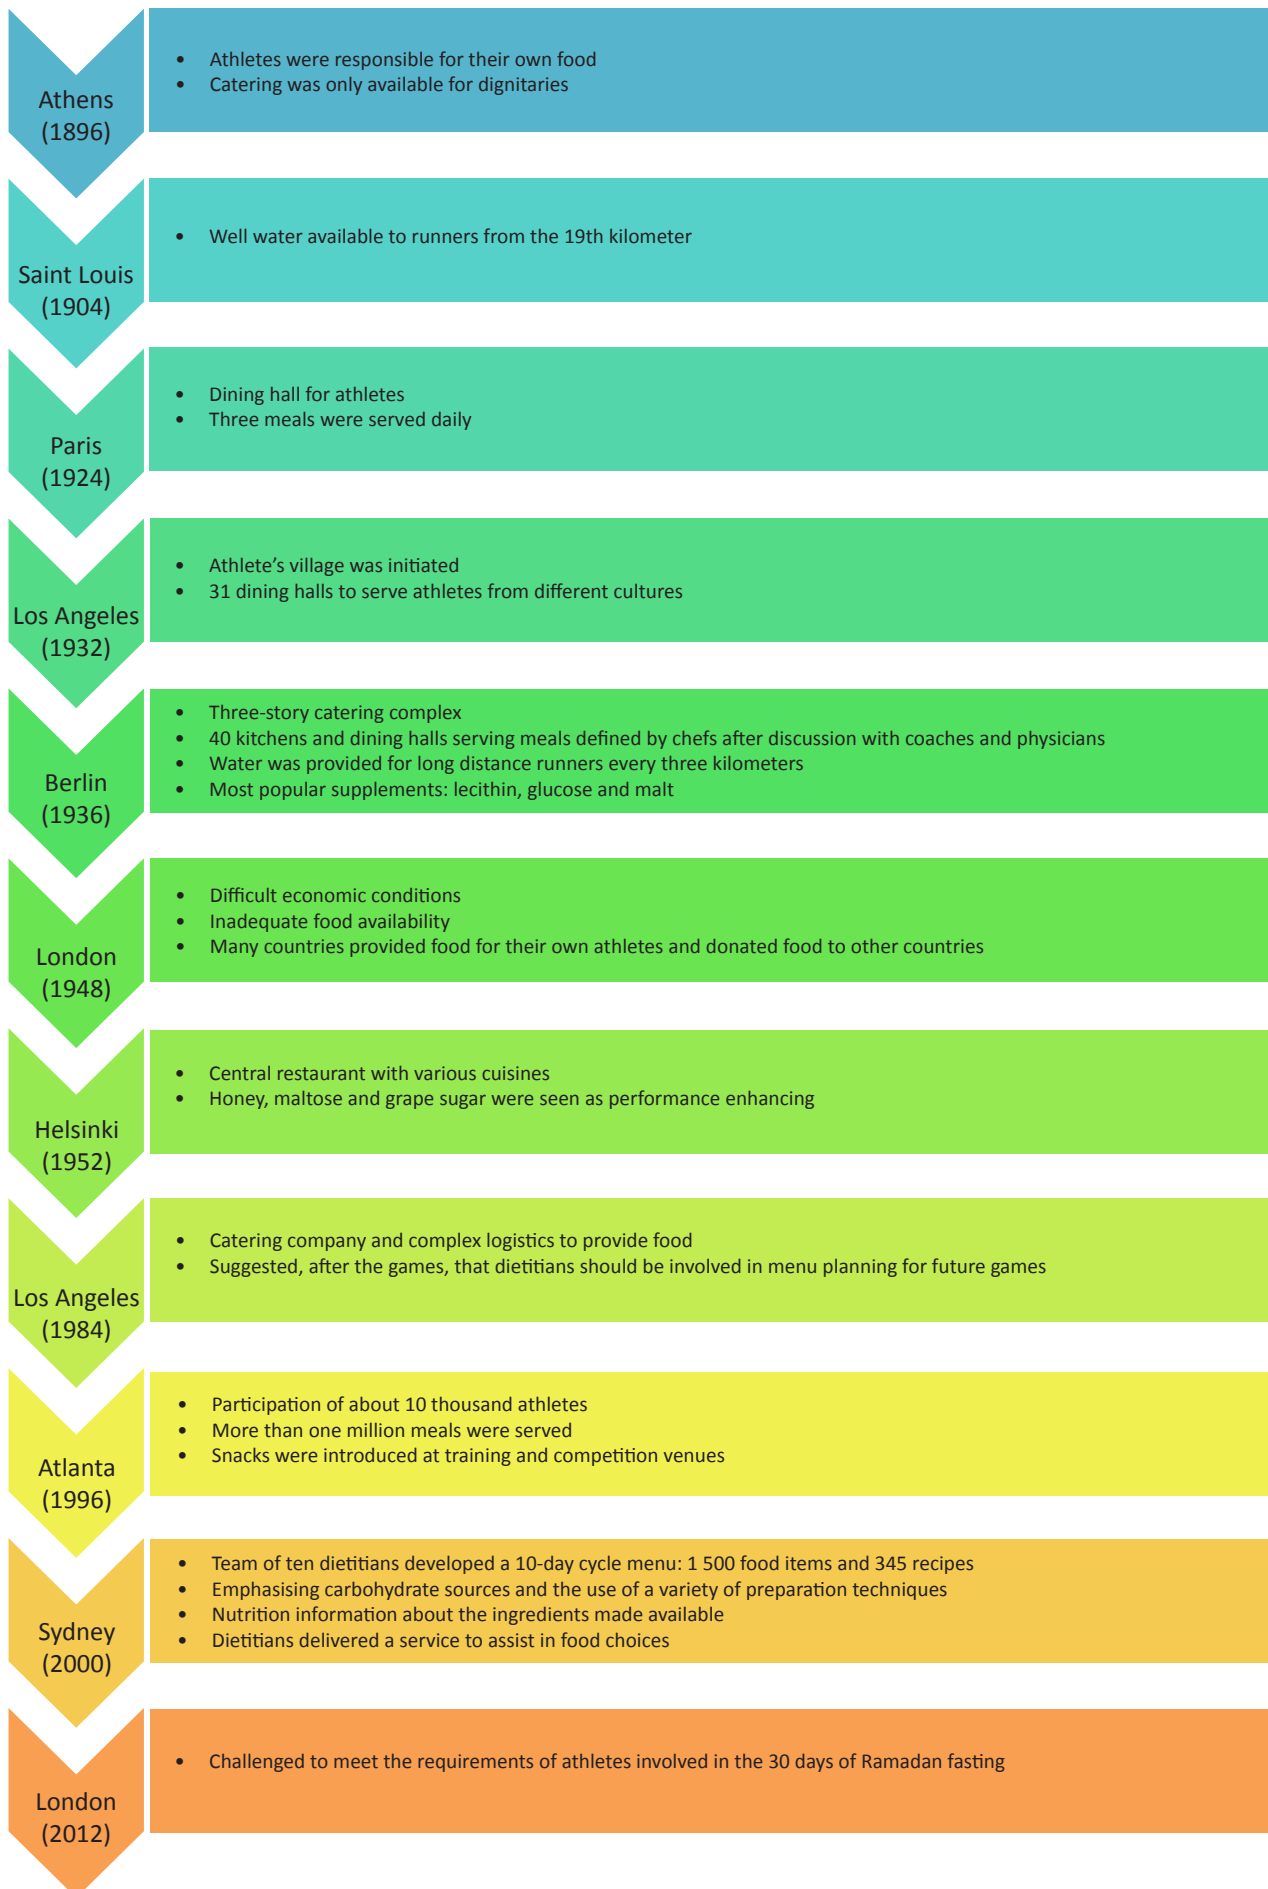 Athens
(1896)
• Athletes were responsible for their own food
• Catering was only available for dignitaries
Saint Louis
(1904)
• Well water available to runners from the 19th kilometer
Paris
(1924)
• Dining hall for athletes
• Three meals were served daily
Los Angeles
(1932)
• Athlete’s village was initiated
• 31 dining halls to serve athletes from different cultures
Berlin
(1936)
• Three-story catering complex
• 40 kitchens and dining halls serving meals defined by chefs after discussion with coaches and physicians
• Water was provided for long distance runners every three kilometers
• Most popular supplements: lecithin, glucose and malt
London
(1948)
• Difficult economic conditions
• Inadequate food availability
• Many countries provided food for their own athletes and donated food to other countries
Helsinki
(1952)
• Central restaurant with various cuisines
• Honey, maltose and grape sugar were seen as performance enhancing
Los Angeles
(1984)
• Catering company and complex logistics to provide food
• Suggested, after the games, that dietitians should be involved in menu planning for future games
Atlanta
(1996)
• Participation of about 10 thousand athletes
• More than one million meals were served
• Snacks were introduced at training and competition venues
Sydney
(2000)
• Team of ten dietitians developed a 10-day cycle menu: 1 500 food items and 345 recipes
• Emphasising carbohydrate sources and the use of a variety of preparation techniques
• Nutrition information about the ingredients made available
• Dietitians delivered a service to assist in food choices
London
(2012)
• Challenged to meet the requirements of athletes involved in the 30 days of Ramadan fasting